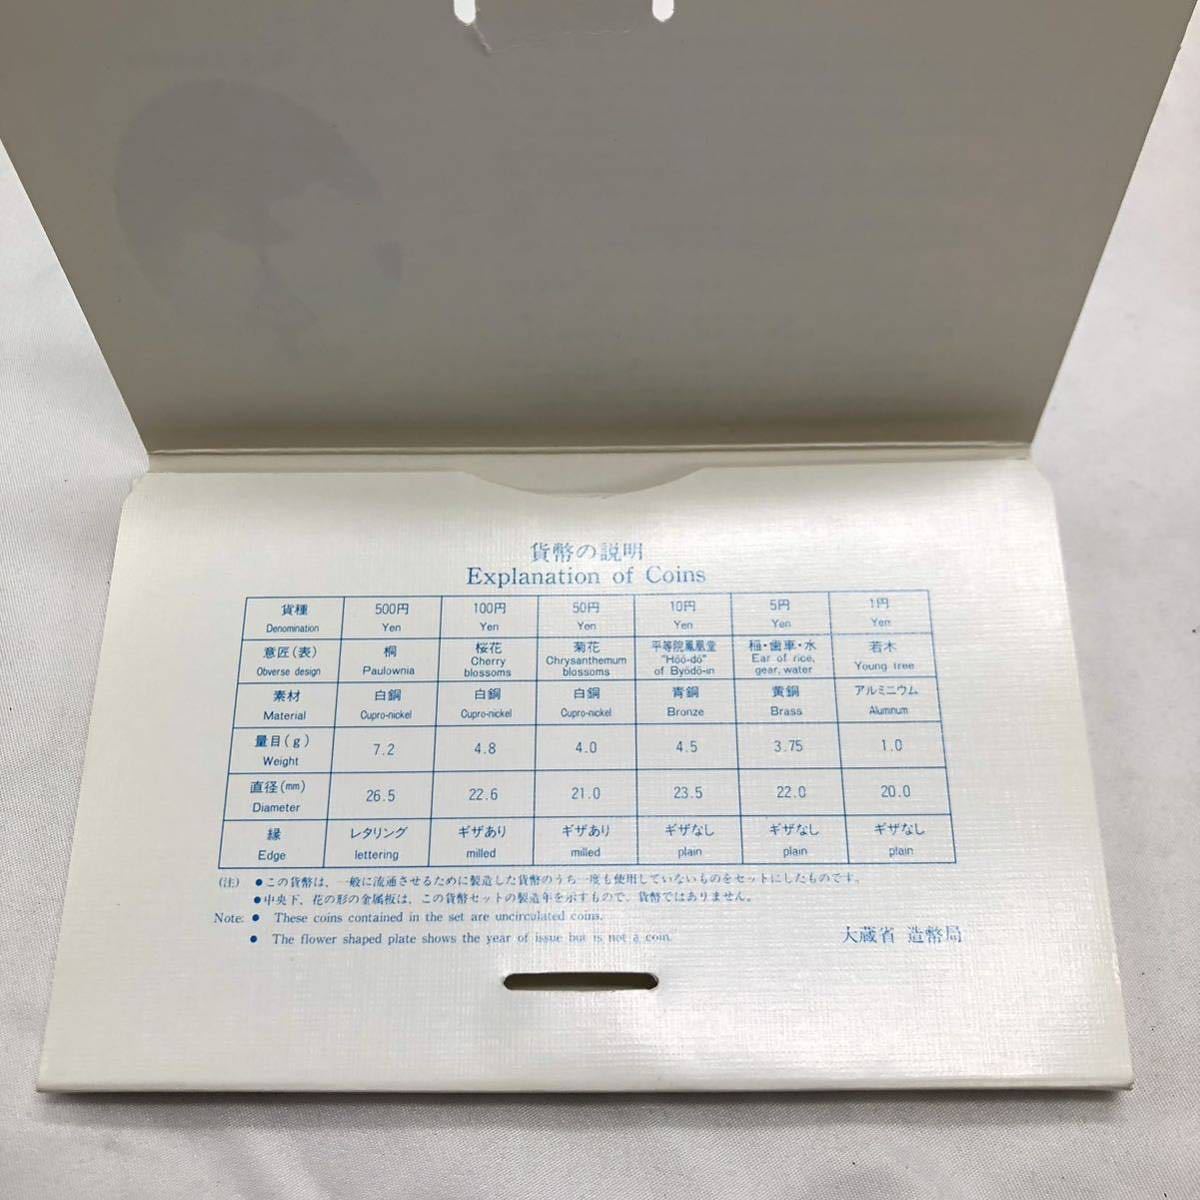 貨幣の説明
Explanation of Coins
貨種 500円 100円 50円 10円 5円 1円
Denomination Yen Yen Yen Yen Yen Yen
意匠(表) 桐 桜花 菊花 平等院鳳凰堂 稲・歯車・水 若木
Obverse design Paulownia Cherry blossoms Chrysanthemum blossoms "Hōō-dō" of Byōdō-in Ear of rice, gear, water Young tree
素材 白銅 白銅 白銅 青銅 黄銅 アルミニウム
Material Cupro-nickel Cupro-nickel Cupro-nickel Bronze Brass Alumnum
量目(g) 7.2 4.8 4.0 4.5 3.75 1.0
Weight
直径(mm) 26.5 22.6 21.0 23.5 22.0 20.0
Diameter
縁 レタリング ギザあり ギザあり ギザなし ギザなし ギザなし
Edge lettering milled milled plain plain plain
(注) ●この貨幣は、一般に流通させるために製造した貨幣のうち一度も使用していないものをセットにしたものです。
●中央下、花の形の金属板は、この貨幣セットの製造年を示すもので、貨幣ではありません。
Note: ● These coins contained in the set are uncirculated coins.
● The flower shaped plate shows the year of issue but is not a coin.
大蔵省 造幣局